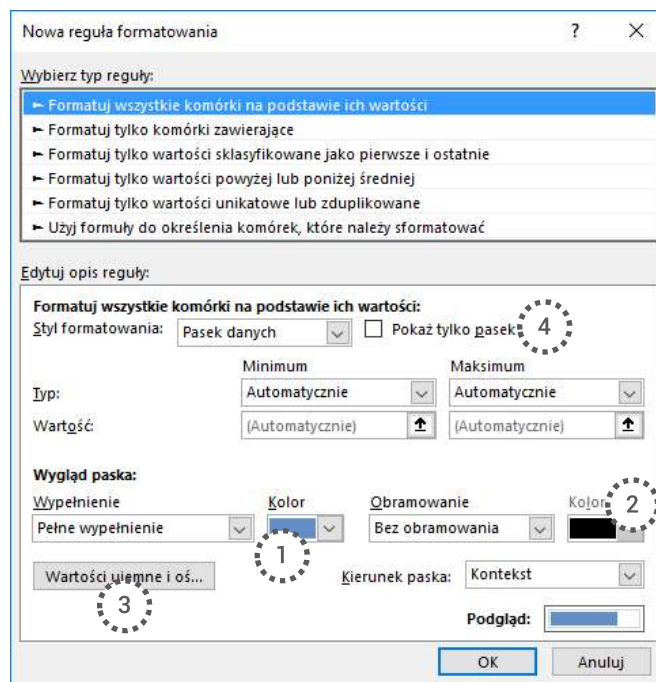 Nowa reguła formatowania ? X
Wybierz typ reguły:
► Formatuj wszystkie komórki na podstawie ich wartości
► Formatuj tylko komórki zawierające
► Formatuj tylko wartości sklasyfikowane jako pierwsze i ostatnie
► Formatuj tylko wartości powyżej lub poniżej średniej
► Formatuj tylko wartości unikatowe lub zduplikowane
► Użyj formuły do określenia komórek, które należy sformatować
Edytuj opis reguły:
Formatuj wszystkie komórki na podstawie ich wartości:
Styl formatowania: Pasek danych Pokaż tylko pasek 4
Minimum Maksimum
Typ: Automatycznie Automatycznie
Wartość: (Automatycznie) (Automatycznie)
Wygląd paska:
Wypełnienie Kolor Obramowanie Kolor 2
Pełne wypełnienie Bez obramowania
1
Wartości ujemne i oś... Kierunek paska: Kontekst
3
Podgląd:
OK Anuluj